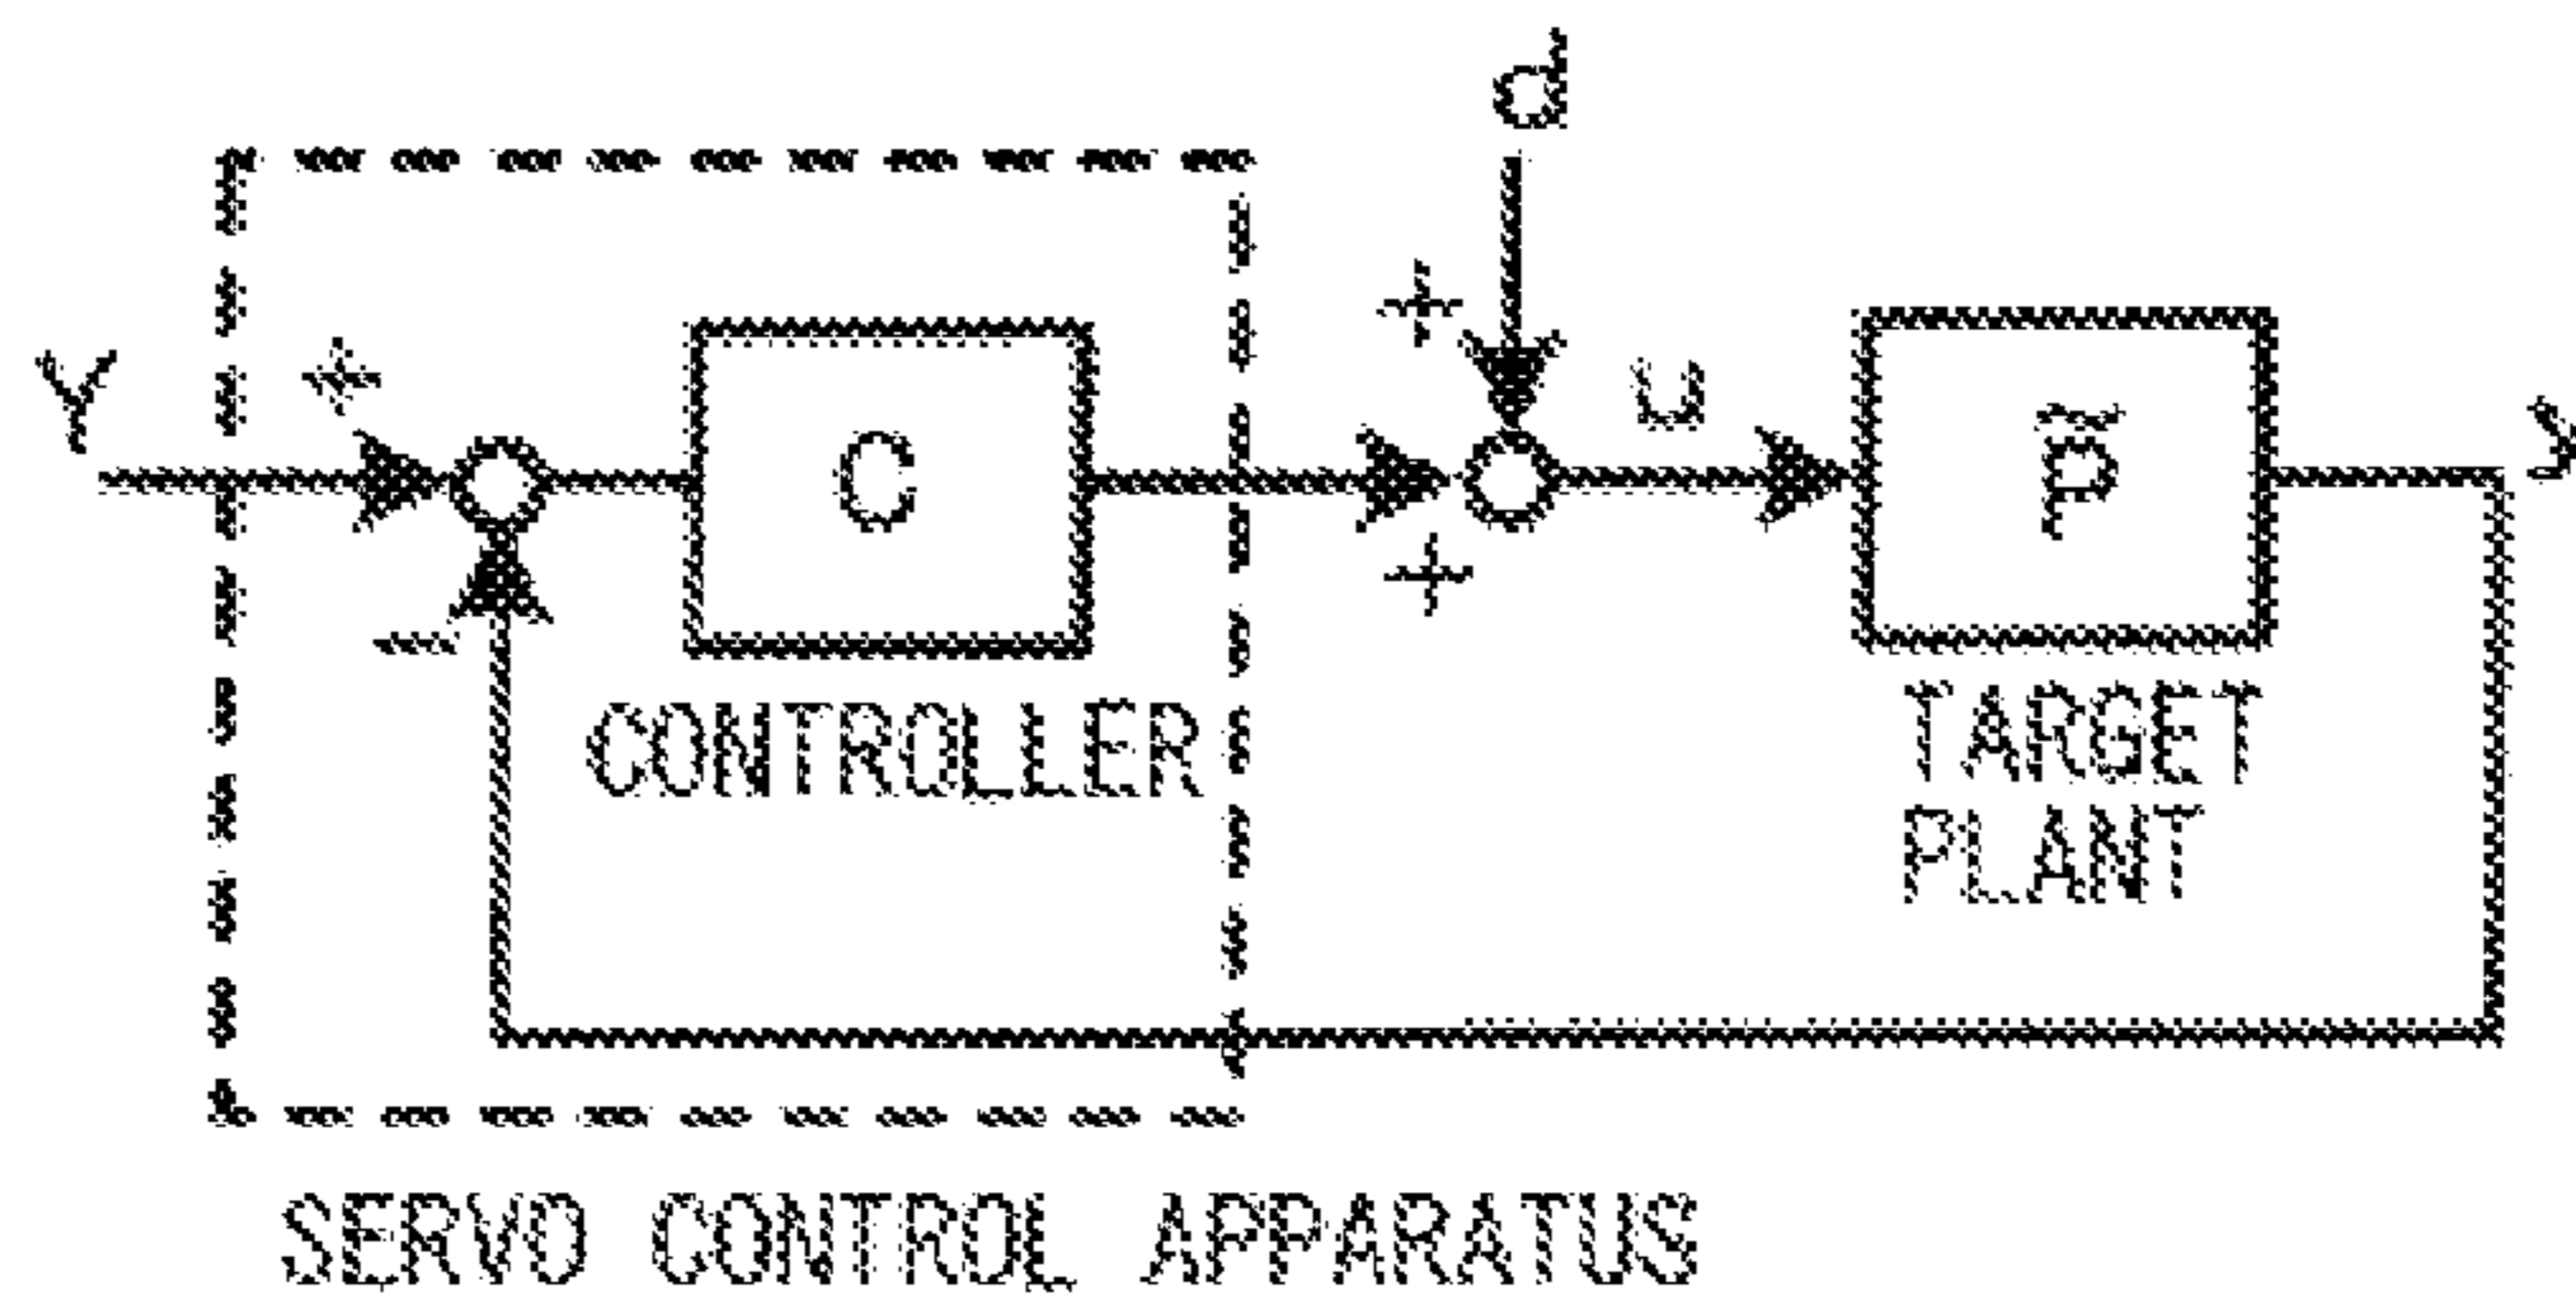 d
+
Y
+
C
u
p̃
y
−
+
CONTROLLER
TARGET
PLANT
SERVO CONTROL APPARATUS